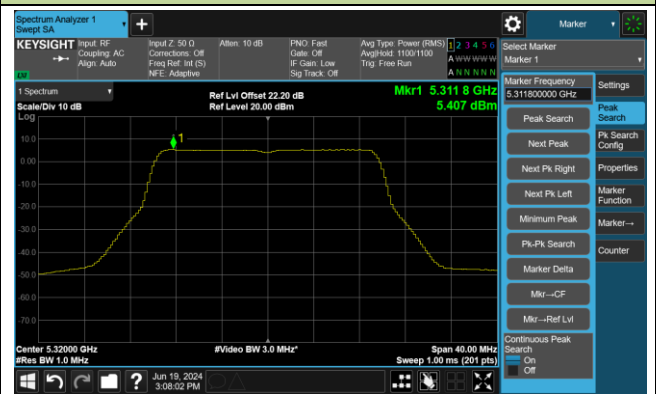 Spectrum Analyzer 1
Swept SA
+
Marker
KEYSIGHT
Input: RF
Coupling: AC
Align: Auto
Input Z: 50 Ω
Corrections: Off
Freq Ref: Int (S)
NFE: Adaptive
Atten: 10 dB
PNO: Fast
Gate: Off
IF Gain: Low
Sig Track: Off
Avg Type: Power (RMS)
Avg|Hold: 1100/1100
Trig: Free Run
1 2 3 4 5 6
A W W W W W
A N N N N N
LXI
Select Marker
Marker 1
1 Spectrum
Scale/Div 10 dB
Log
Ref Lvl Offset 22.20 dB
Ref Level 20.00 dBm
Mkr1 5.311 8 GHz
5.407 dBm
10.0
0.00
-10.0
-20.0
-30.0
-40.0
-50.0
-60.0
-70.0
1
Center 5.32000 GHz
#Res BW 1.0 MHz
#Video BW 3.0 MHz*
Span 40.00 MHz
Sweep 1.00 ms (201 pts)
Marker Frequency
5.311800000 GHz
Peak Search
Next Peak
Next Pk Right
Next Pk Left
Minimum Peak
Pk-Pk Search
Marker Delta
Mkr→CF
Mkr→Ref Lvl
Continuous Peak
Search
On
Off
Settings
Peak
Search
Pk Search
Config
Properties
Marker
Function
Marker→
Counter
?
Jun 19, 2024
3:08:02 PM